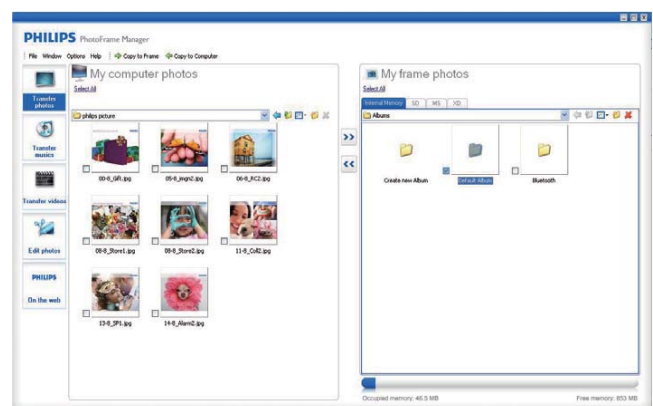 PHILIPS PhotoFrame Manager
File Window Options Help Copy to Frame Copy to Computer
Transfer photos
Transfer musics
Transfer videos
Edit photos
PHILIPS
On the web
My computer photos
Select All
philips picture
00-8_Gift.jpg 05-8_imgn2.jpg 06-8_RC2.jpg
08-8_Store1.jpg 08-8_Store2.jpg 11-8_Coll2.jpg
13-8_SP1.jpg 14-8_Alarm2.jpg
>>
<<
My frame photos
Select All
Internal Memory SD MS XD
Albums
Create new Album Default Album Bluetooth
Occupied memory: 46.5 MB Free memory: 853 MB